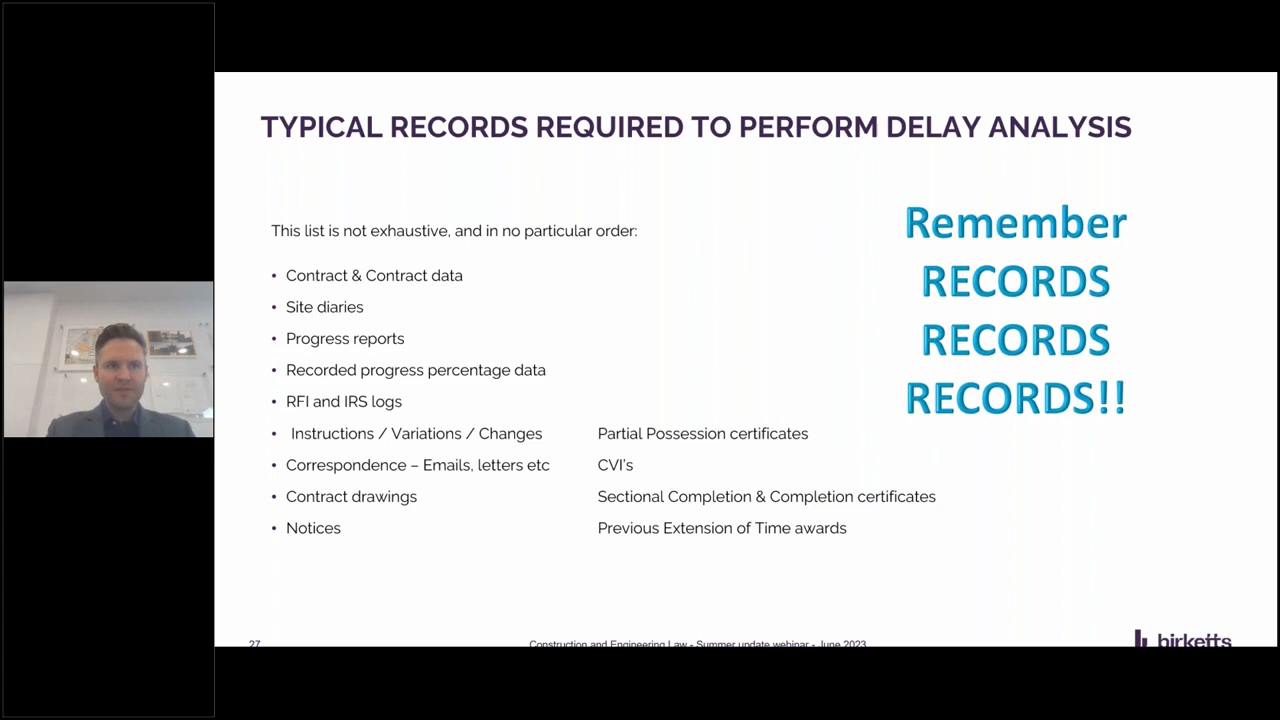 TYPICAL RECORDS REQUIRED TO PERFORM DELAY ANALYSIS
This list is not exhaustive, and in no particular order:
• Contract & Contract data
• Site diaries
• Progress reports
• Recorded progress percentage data
• RFI and IRS logs
• Instructions / Variations / Changes
• Correspondence – Emails, letters etc
• Contract drawings
• Notices
Partial Possession certificates
CVI's
Sectional Completion & Completion certificates
Previous Extension of Time awards
Remember
RECORDS
RECORDS
RECORDS!!
27
Construction and Engineering Law - Summer update webinar - June 2023
birketts